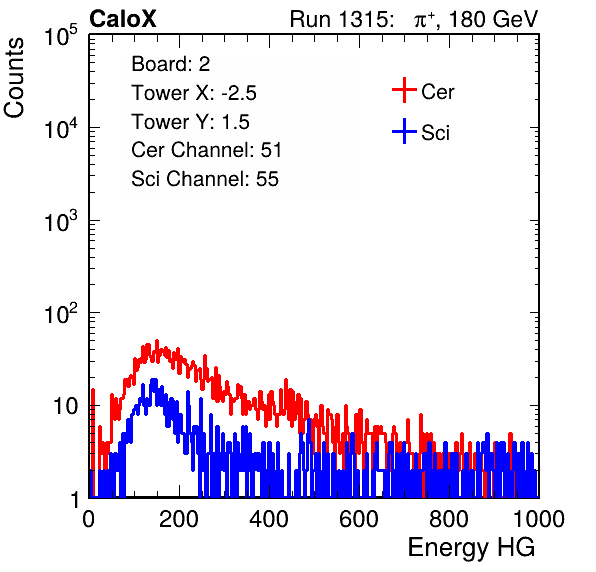 CaloX Run 1315: π⁺, 180 GeV
Counts
10⁵
10⁴
10³
10²
10
1
Board: 2
Tower X: -2.5
Tower Y: 1.5
Cer Channel: 51
Sci Channel: 55
Cer
Sci
0 200 400 600 800 1000
Energy HG